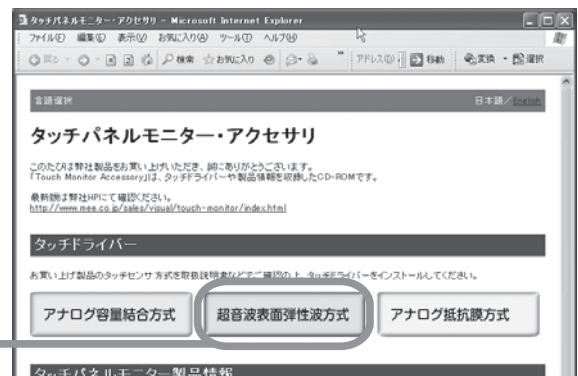 タッチパネルモニター・アクセサリ - Microsoft Internet Explorer
ファイル(F) 編集(E) 表示(V) お気に入り(A) ツール(T) ヘルプ(H)
戻る 検索 お気に入り アドレス(D) 移動 変換 選択
言語選択 日本語/English
タッチパネルモニター・アクセサリ
このたびは弊社製品をお買い上げいただき、誠にありがとうございます。
「Touch Monitor Accessory」は、タッチドライバーや製品情報を収録したCD-ROMです。
最新版は弊社HPにて確認ください。
http://www.mee.co.jp/sales/visual/touch-monitor/index.html
タッチドライバー
お買い上げ製品のタッチセンサ方式を取扱説明書などでご確認の上、タッチドライバーをインストールしてください。
アナログ容量結合方式 超音波表面弾性波方式 アナログ抵抗膜方式
タッチパネルモニター製品情報